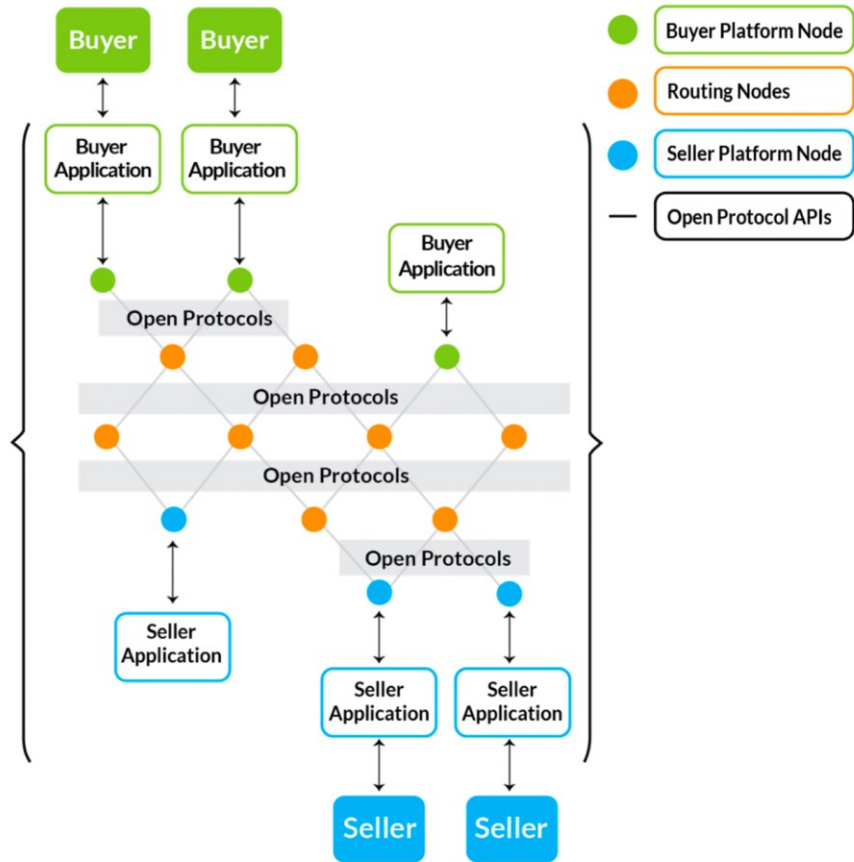 Buyer
Buyer
Buyer Platform Node
Routing Nodes
Buyer
Application
Buyer
Application
Seller Platform Node
Open Protocol APIs
Buyer
Application
Open Protocols
Open Protocols
Open Protocols
Open Protocols
Seller
Application
Seller
Application
Seller
Application
Seller
Seller